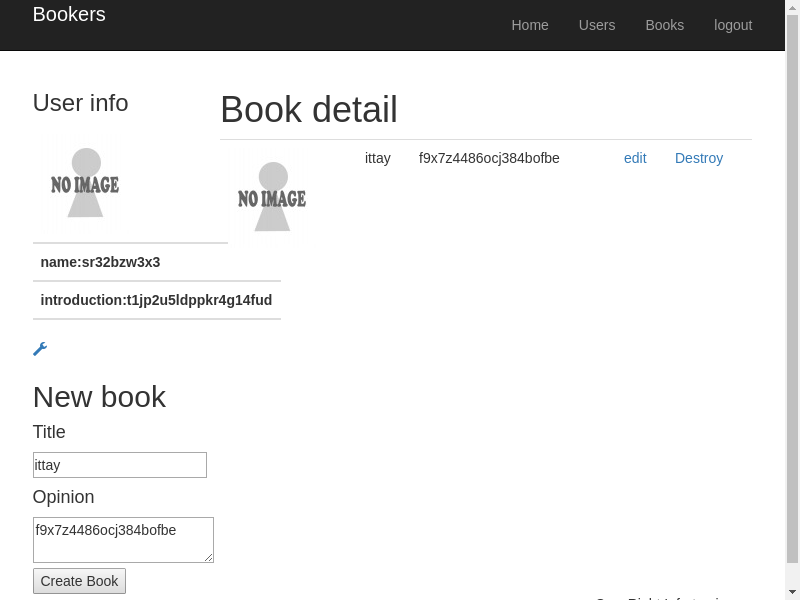 Bookers
Home Users Books logout
User info
Book detail
NO IMAGE
NO IMAGE
ittay f9x7z4486ocj384bofbe edit Destroy
name:sr32bzw3x3
introduction:t1jp2u5ldppkr4g14fud
New book
Title
ittay
Opinion
f9x7z4486ocj384bofbe
Create Book